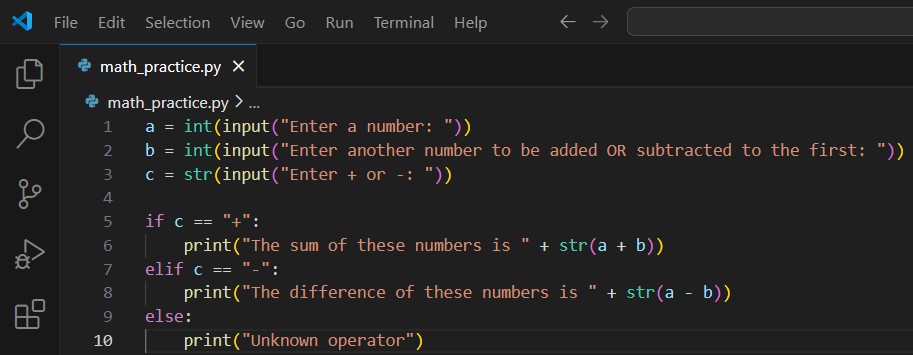 File Edit Selection View Go Run Terminal Help
math_practice.py
math_practice.py > ...
1 a = int(input("Enter a number: "))
2 b = int(input("Enter another number to be added OR subtracted to the first: "))
3 c = str(input("Enter + or -: "))
4
5 if c == "+":
6     print("The sum of these numbers is " + str(a + b))
7 elif c == "-":
8     print("The difference of these numbers is " + str(a - b))
9 else:
10     print("Unknown operator")